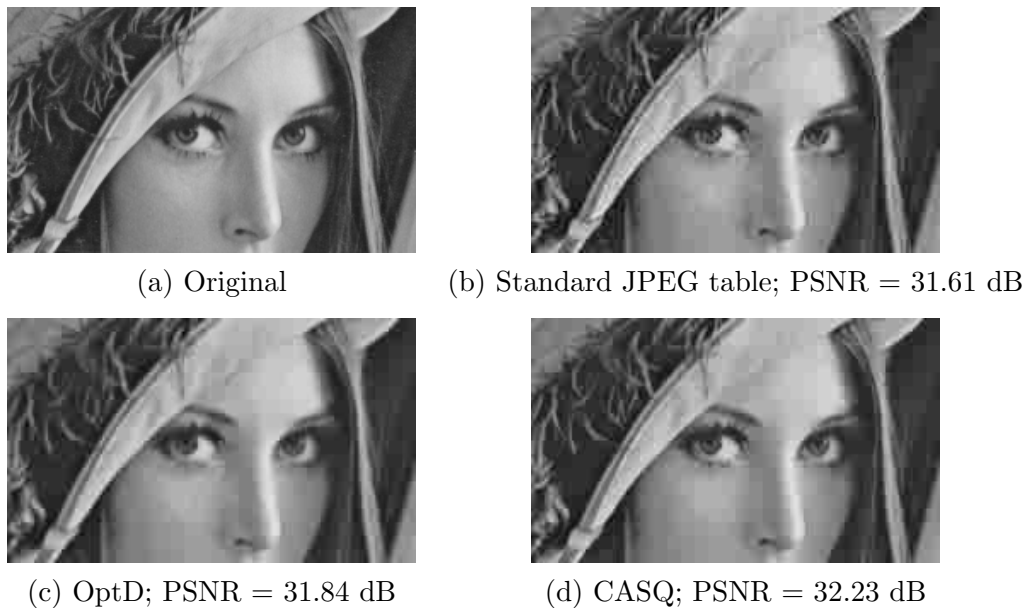 (a) Original
(b) Standard JPEG table; PSNR = 31.61 dB
(c) OptD; PSNR = 31.84 dB
(d) CASQ; PSNR = 32.23 dB